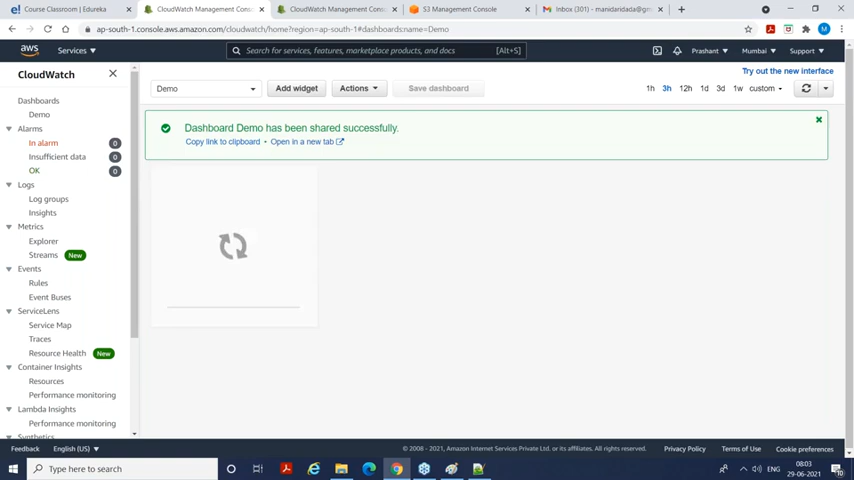 Course Classroom | Edureka
CloudWatch Management Cons
CloudWatch Management Conso
S3 Management Console
Inbox (301) - manidaridada@gm
ap-south-1.console.aws.amazon.com/cloudwatch/home?region=ap-south-1#dashboards:name=Demo
M
aws
Services
Search for services, features, marketplace products, and docs
[Alt+S]
Prashant
Mumbai
Support
CloudWatch
Try out the new interface
Demo
Add widget
Actions
Save dashboard
1h 3h 12h 1d 3d 1w custom
Dashboards
Demo
Alarms
In alarm 0
Insufficient data 0
OK 0
Logs
Log groups
Insights
Metrics
Explorer
Streams New
Events
Rules
Event Buses
ServiceLens
Service Map
Traces
Resource Health New
Container Insights
Resources
Performance monitoring
Lambda Insights
Performance monitoring
Synthetics
Dashboard Demo has been shared successfully.
Copy link to clipboard • Open in a new tab
Feedback
English (US)
© 2008 - 2021, Amazon Internet Services Private Ltd. or its affiliates. All rights reserved.
Privacy Policy
Terms of Use
Cookie preferences
Type here to search
ENG
08:03
29-06-2021